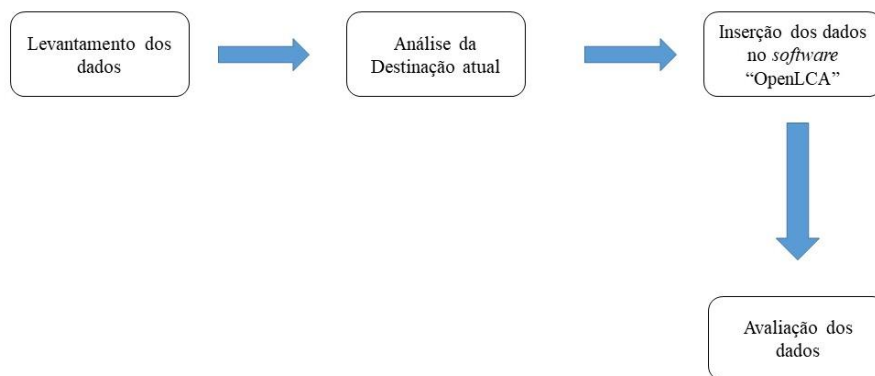 Levantamento dos
dados
Análise da
Destinação atual
Inserção dos dados
no software
“OpenLCA”
Avaliação dos
dados